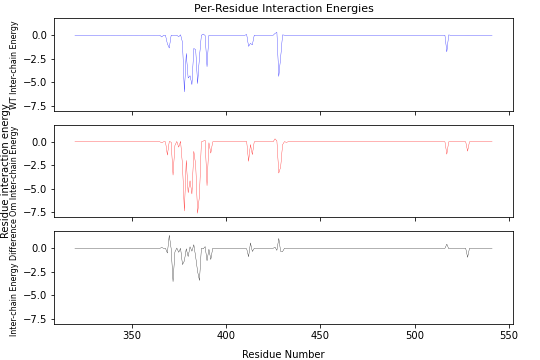 Per-Residue Interaction Energies
WT Inter-chain Energy
0.0
−2.5
−5.0
−7.5
Residue interaction energy
Om Inter-chain Energy
0.0
−2.5
−5.0
−7.5
Difference
Inter-chain Energy
0.0
−2.5
−5.0
−7.5
350 400 450 500 550
Residue Number